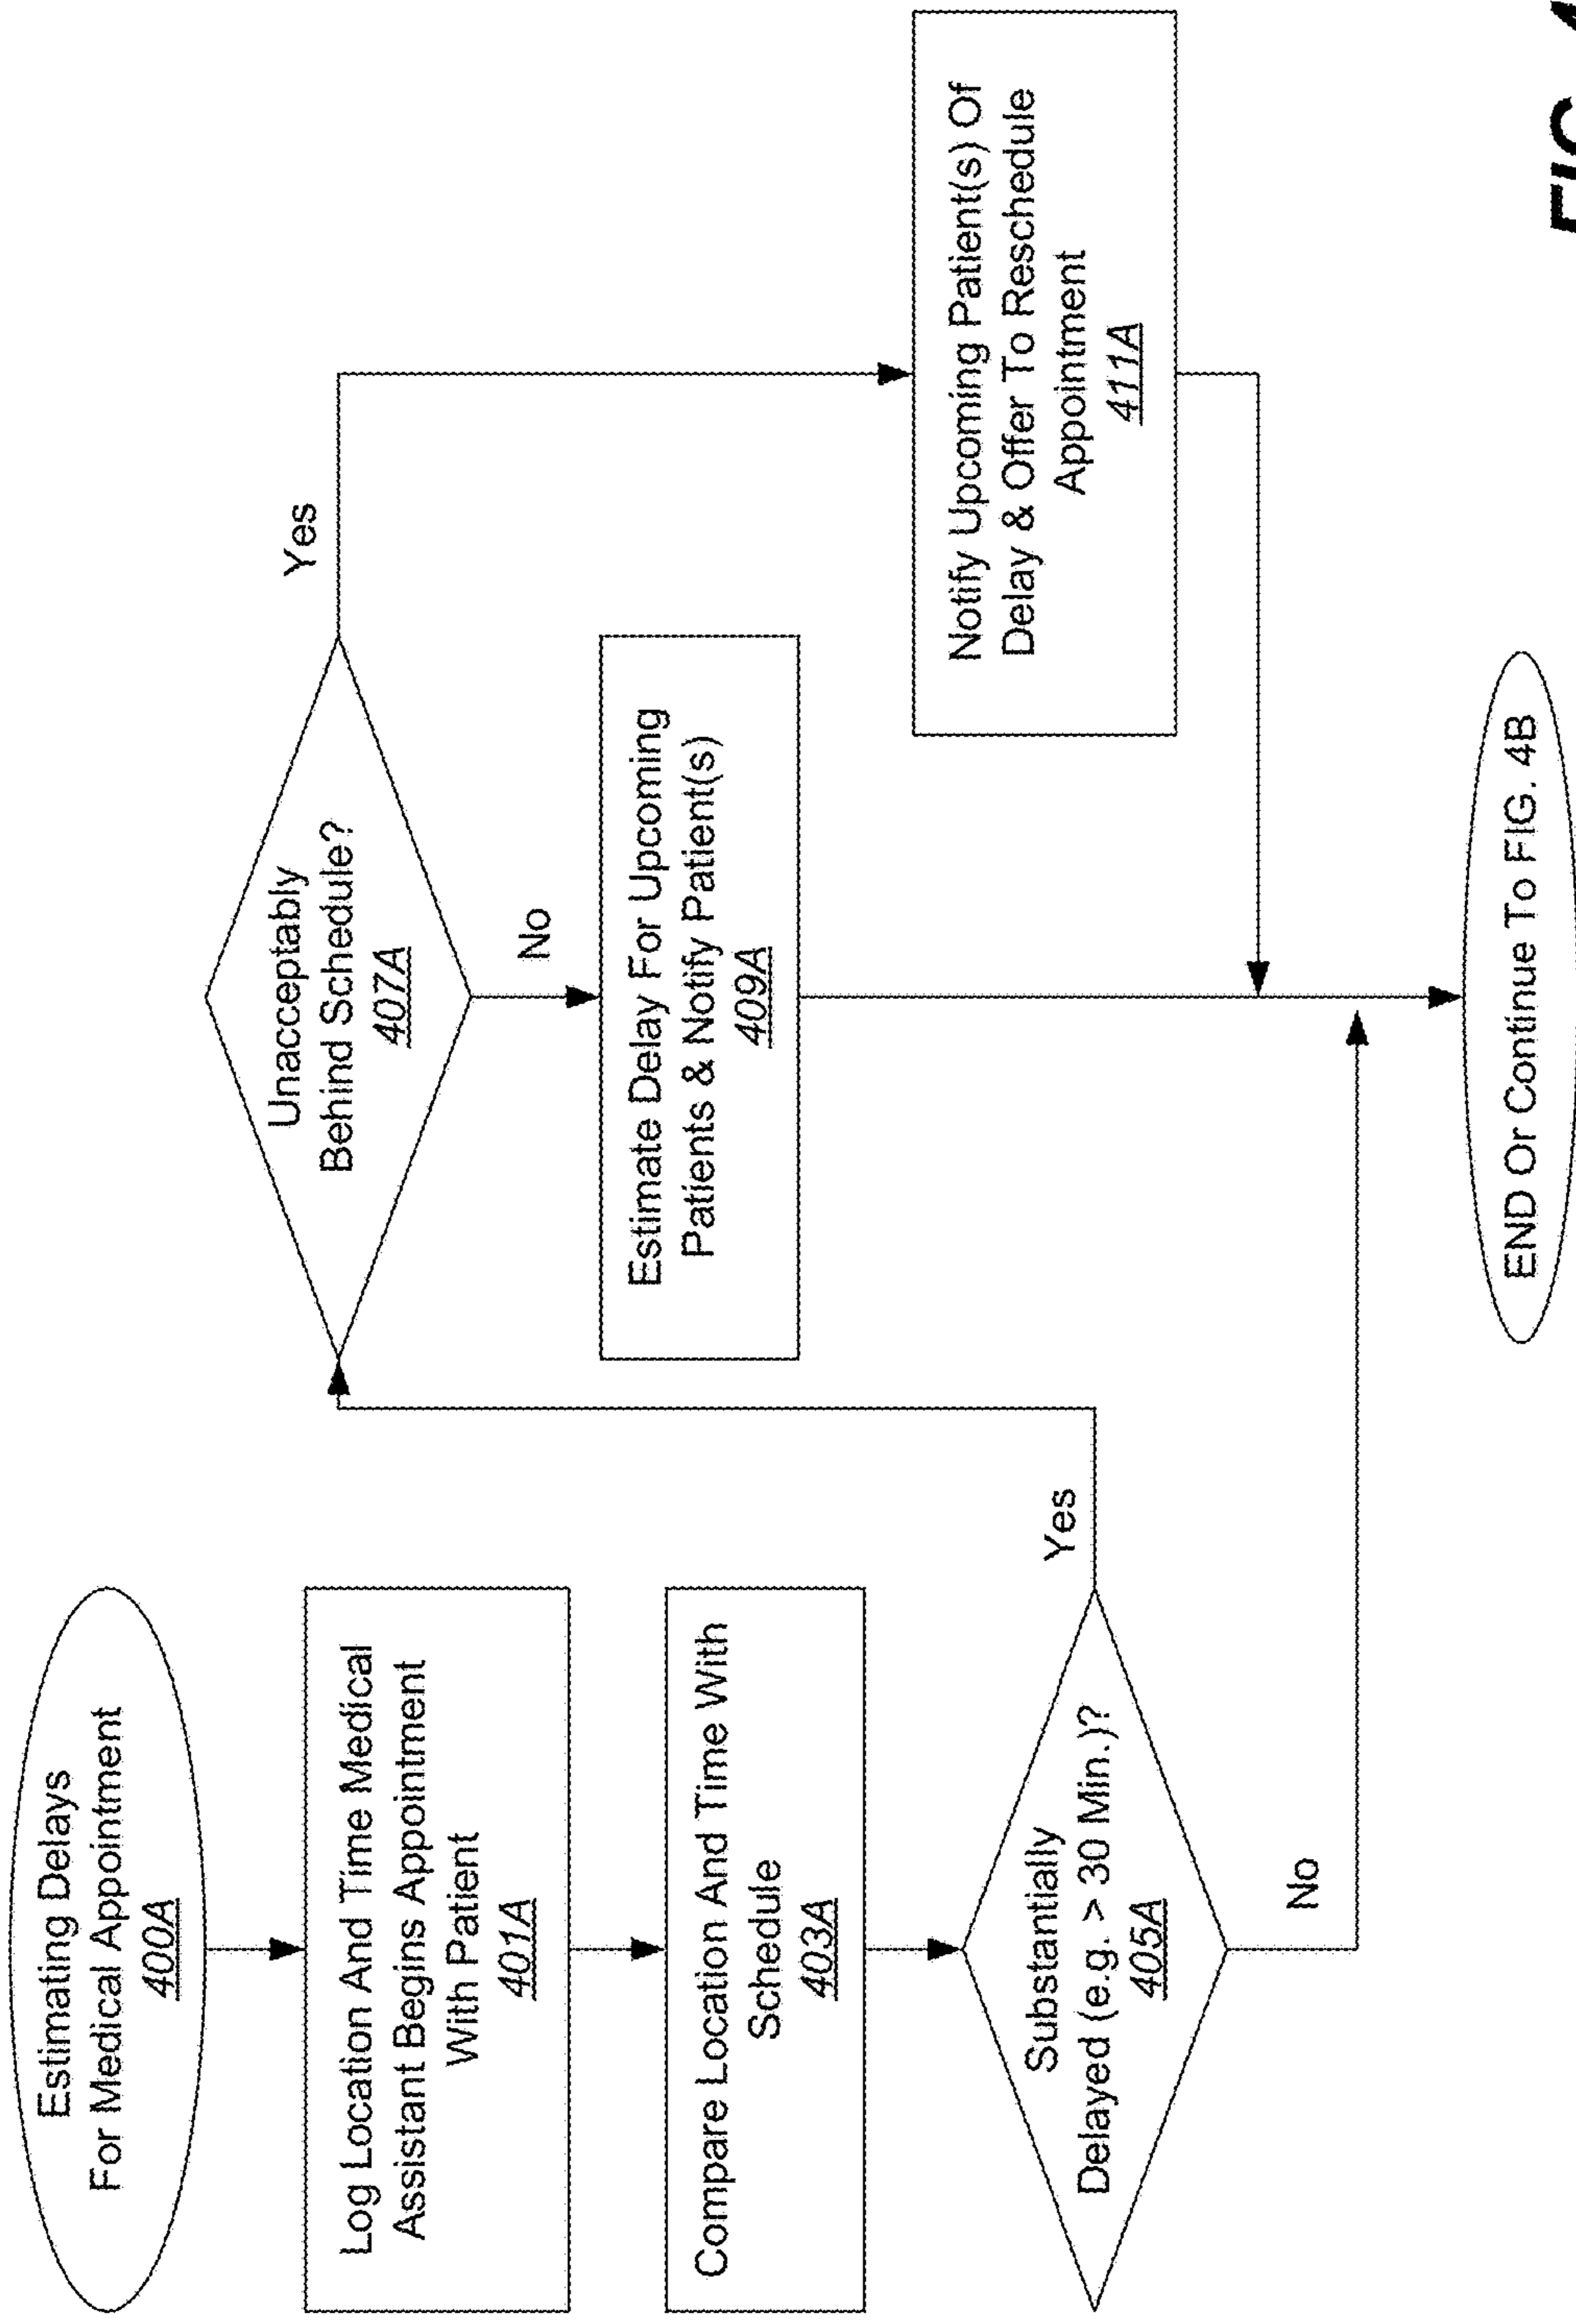 Estimating Delays
For Medical Appointment
400A
Log Location And Time Medical
Assistant Begins Appointment
With Patient
401A
Compare Location And Time With
Schedule
403A
Substantially
Delayed (e.g. > 30 Min.)?
405A
Yes
No
Unacceptably
Behind Schedule?
407A
Yes
No
Estimate Delay For Upcoming
Patients & Notify Patient(s)
409A
Notify Upcoming Patient(s) Of
Delay & Offer To Reschedule
Appointment
411A
END Or Continue To FIG. 4B